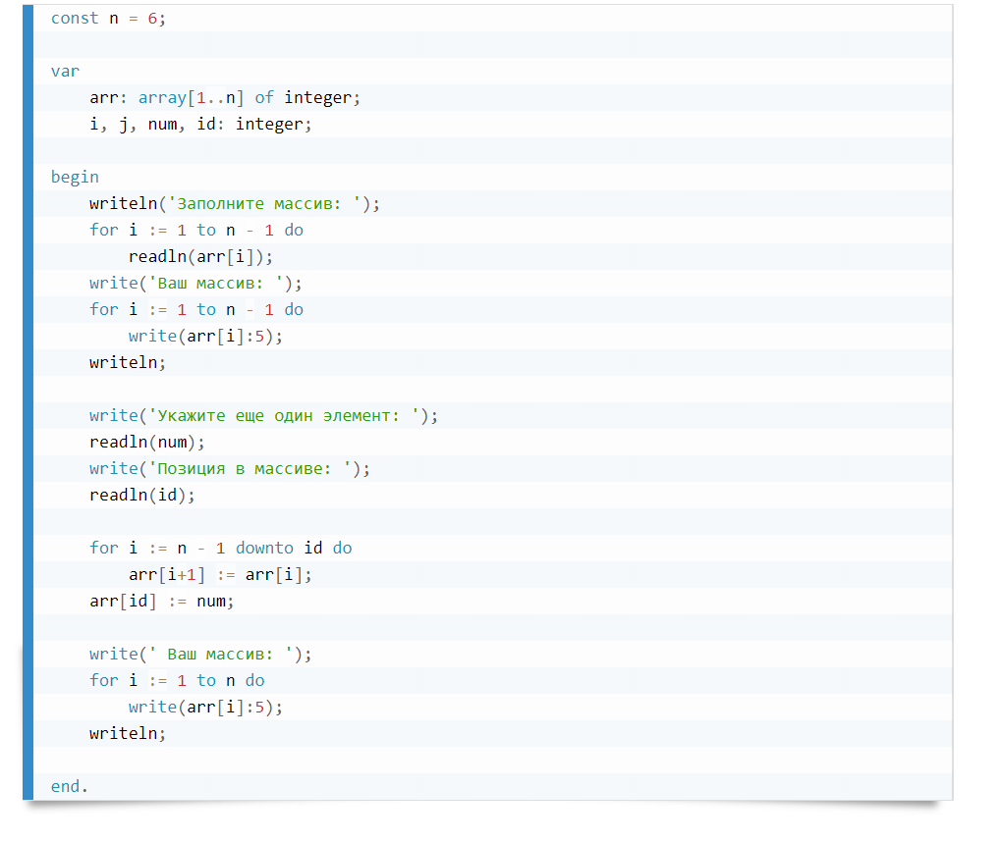 const n = 6;
var
arr: array[1..n] of integer;
i, j, num, id: integer;
begin
writeln('Заполните массив: ');
for i := 1 to n - 1 do
readln(arr[i]);
write('Ваш массив: ');
for i := 1 to n - 1 do
write(arr[i]:5);
writeln;
write('Укажите еще один элемент: ');
readln(num);
write('Позиция в массиве: ');
readln(id);
for i := n - 1 downto id do
arr[i+1] := arr[i];
arr[id] := num;
write(' Ваш массив: ');
for i := 1 to n do
write(arr[i]:5);
writeln;
end.